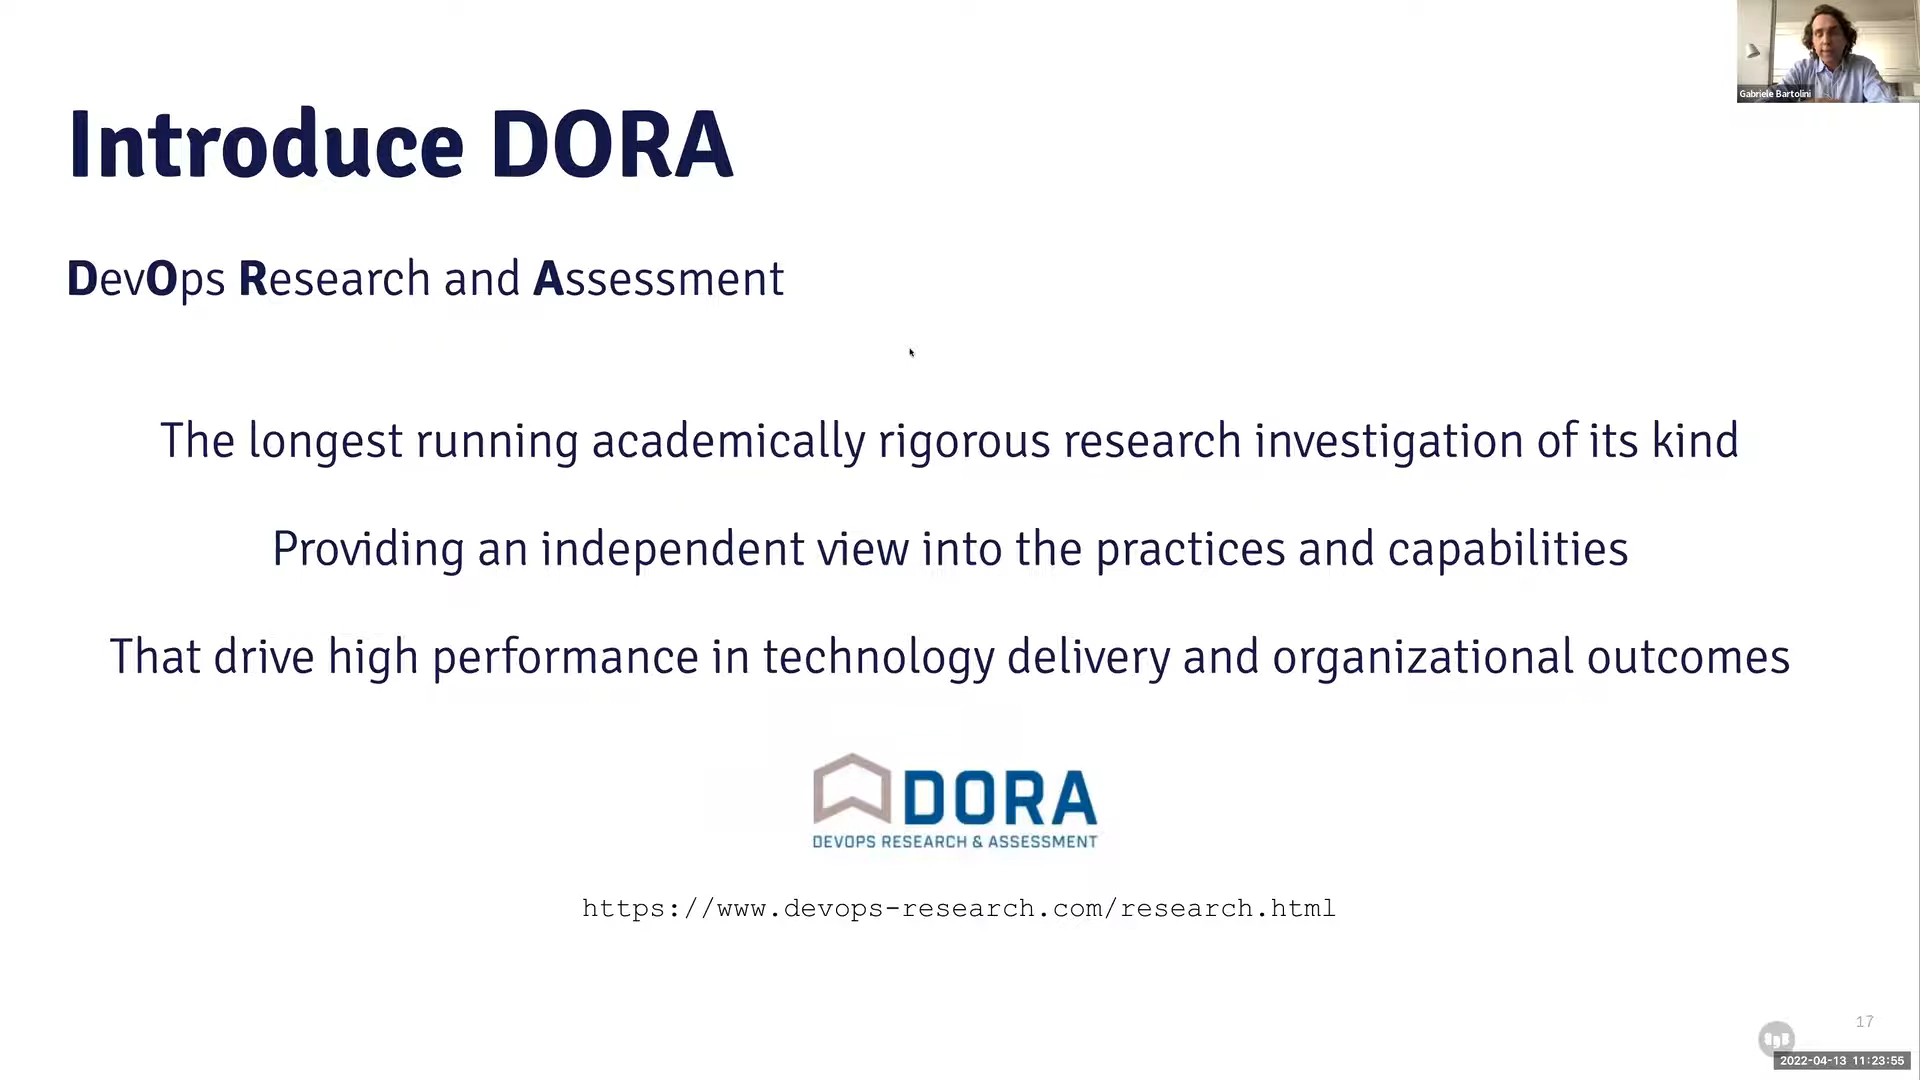 Gabriele Bartolini
Introduce DORA
DevOps Research and Assessment
The longest running academically rigorous research investigation of its kind
Providing an independent view into the practices and capabilities
That drive high performance in technology delivery and organizational outcomes
DORA
DEVOPS RESEARCH & ASSESSMENT
https://www.devops-research.com/research.html
17
2022-04-13 11:23:55